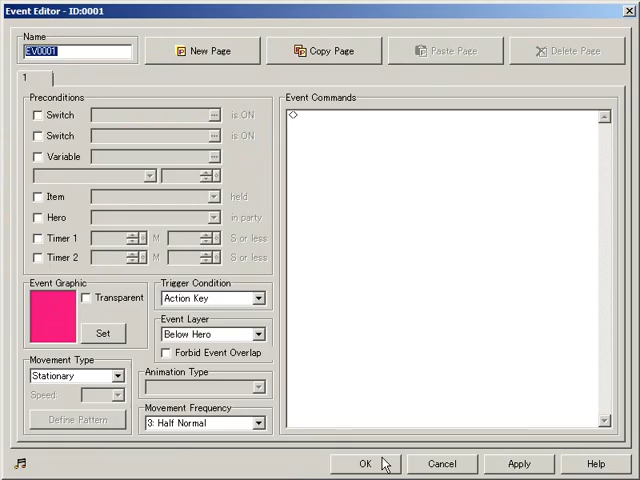 Event Editor - ID:0001
Name
EV0001
New Page
Copy Page
Paste Page
Delete Page
1
Preconditions
Switch ... is ON
Switch ... is ON
Variable ...
Item held
Hero in party
Timer 1 M S or less
Timer 2 M S or less
Event Graphic
Transparent
Set
Trigger Condition
Action Key
Event Layer
Below Hero
Forbid Event Overlap
Movement Type
Stationary
Speed:
Define Pattern
Animation Type
Movement Frequency
3: Half Normal
Event Commands
OK
Cancel
Apply
Help